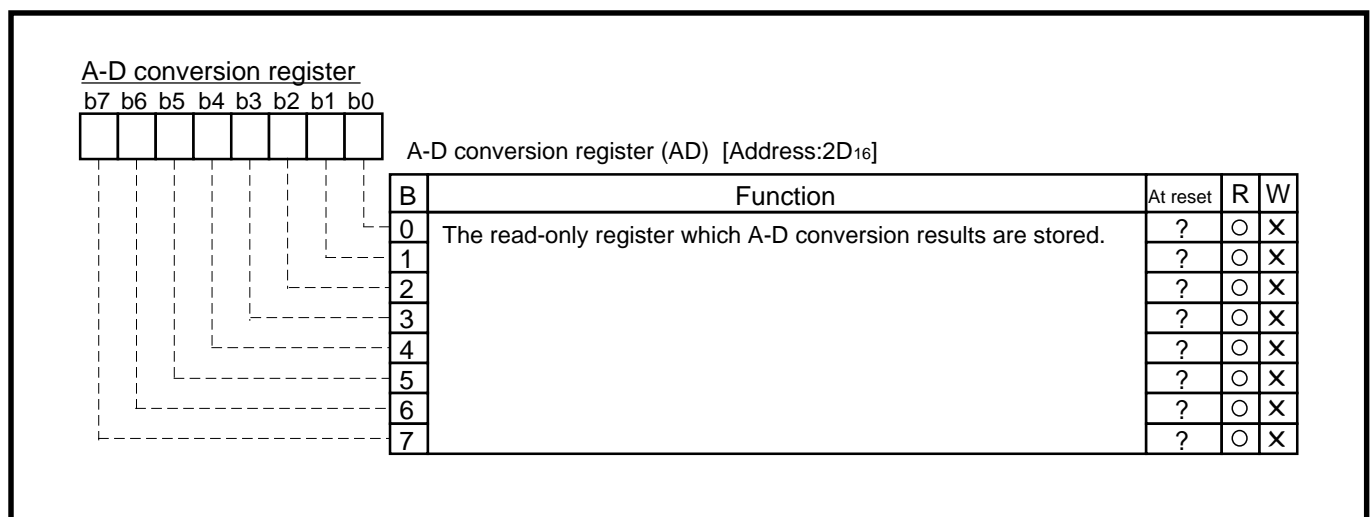 A-D conversion register
b7 b6 b5 b4 b3 b2 b1 b0
A-D conversion register (AD) [Address:2D16]
B Function At reset R W
0 The read-only register which A-D conversion results are stored. ? O X
1 ? O X
2 ? O X
3 ? O X
4 ? O X
5 ? O X
6 ? O X
7 ? O X